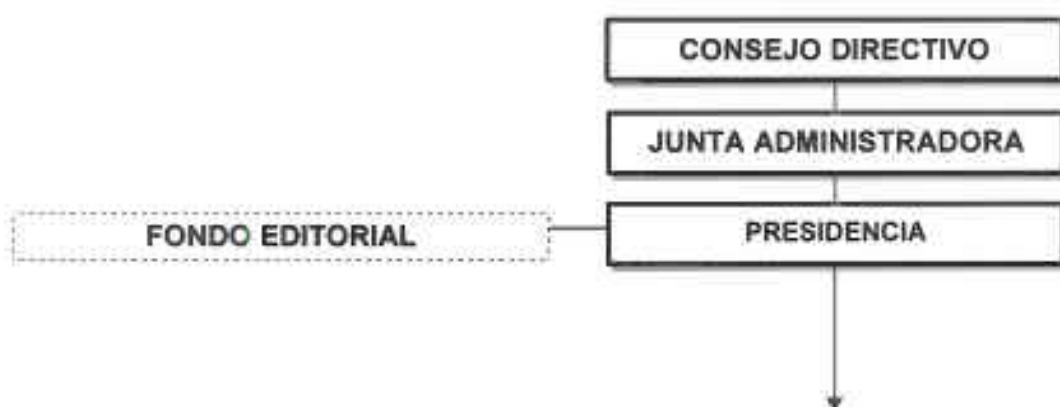 CONSEJO DIRECTIVO
JUNTA ADMINISTRADORA
FONDO EDITORIAL
PRESIDENCIA